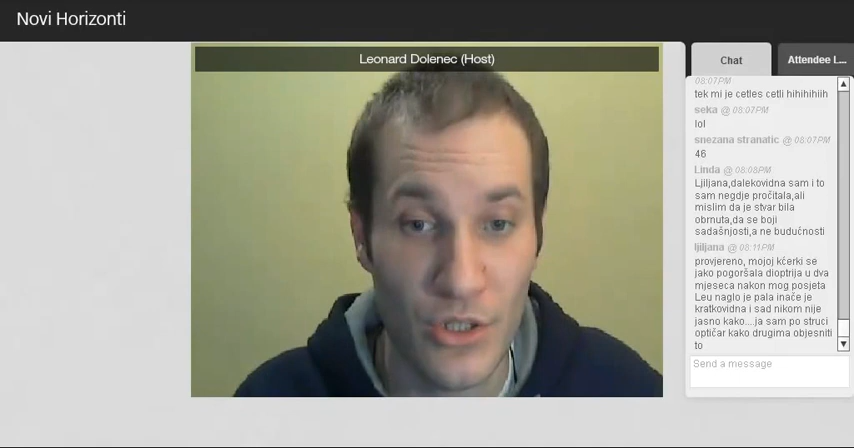 Novi Horizonti
Leonard Dolenec (Host)
Chat
Attendee L...
08:07PM
tek mi je cetles cetli hihihihiih
seka @ 08:07PM
lol
snezana stranatic @ 08:07PM
46
Linda @ 08:08PM
Ljiljana,dalekovidna sam i to
sam negdje pročitala,ali
mislim da je stvar bila
obrnuta,da se boji
sadašnjosti,a ne budućnosti
ljiljana @ 08:11PM
provjereno, mojoj kćerki se
jako pogoršala dioptrija u dva
mjeseca nakon mog posjeta
Leu naglo je pala inaće je
kratkovidna i sad nikom nije
jasno kako....ja sam po struci
optičar kako drugima objesniti
to
Send a message